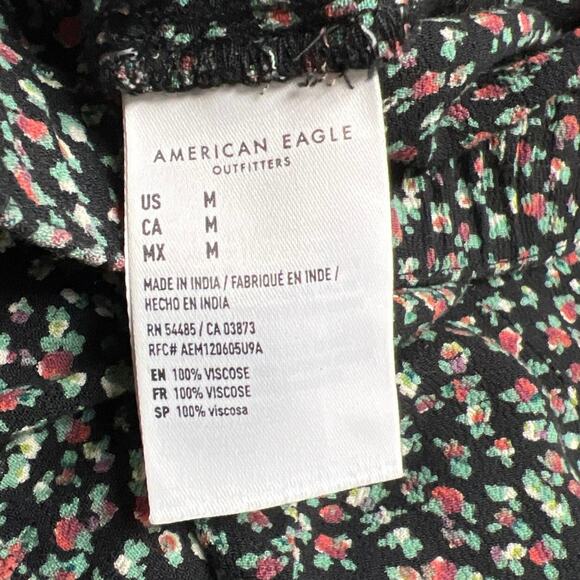 AMERICAN EAGLE
OUTFITTERS
US M
CA M
MX M
MADE IN INDIA / FABRIQUÉ EN INDE /
HECHO EN INDIA
RN 54485 / CA 03873
RFC# AEM120605U9A
EN 100% VISCOSE
FR 100% VISCOSE
SP 100% viscosa